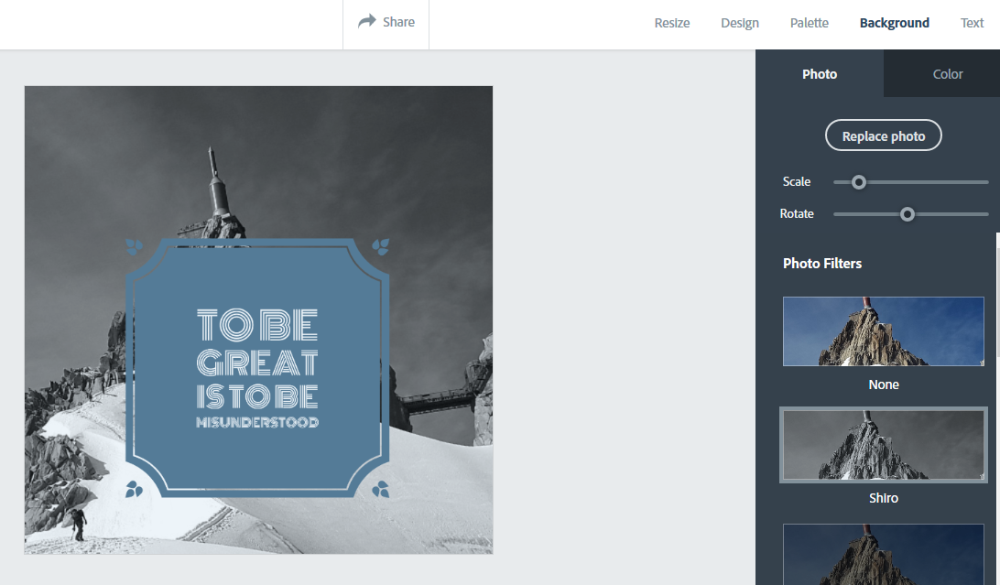 Share
Resize
Design
Palette
Background
Text
Photo
Color
Replace photo
Scale
Rotate
Photo Filters
None
Shiro
TO BE
GREAT
IS TO BE
MISUNDERSTOOD